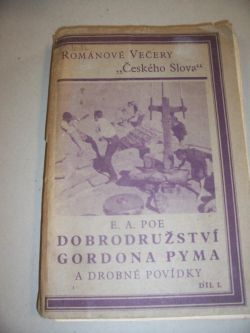 ROMÁNOVÉ VEČERY
„Českého Slova“
E. A. POE
DOBRODRUŽSTVÍ
GORDONA PYMA
A DROBNÉ POVÍDKY
DÍL I.